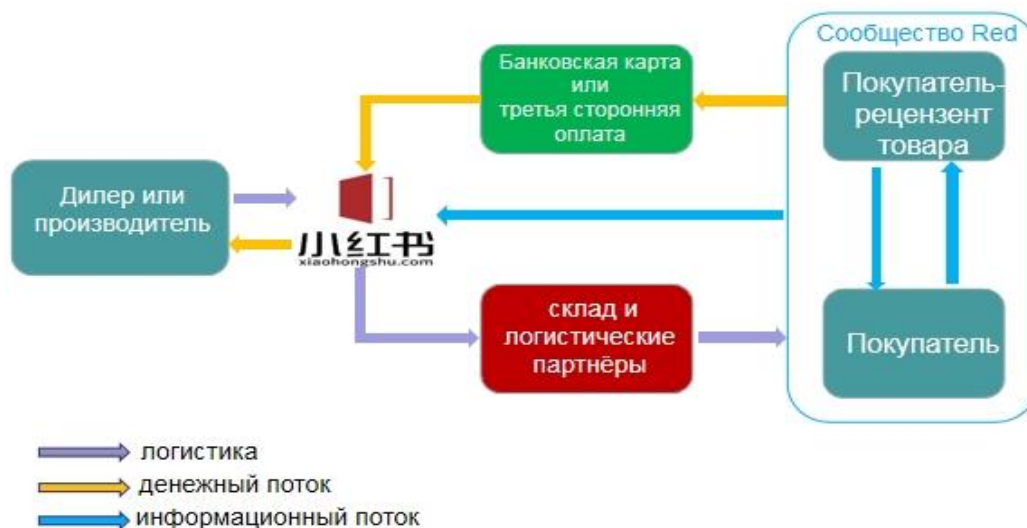 Сообщество Red
Банковская карта
или
третья сторонняя
оплата
Покупатель-
рецензент
товара
Дилер или
производитель
小红书
xiaohongshu.com
склад и
логистические
партнёры
Покупатель
логистика
денежный поток
информационный поток